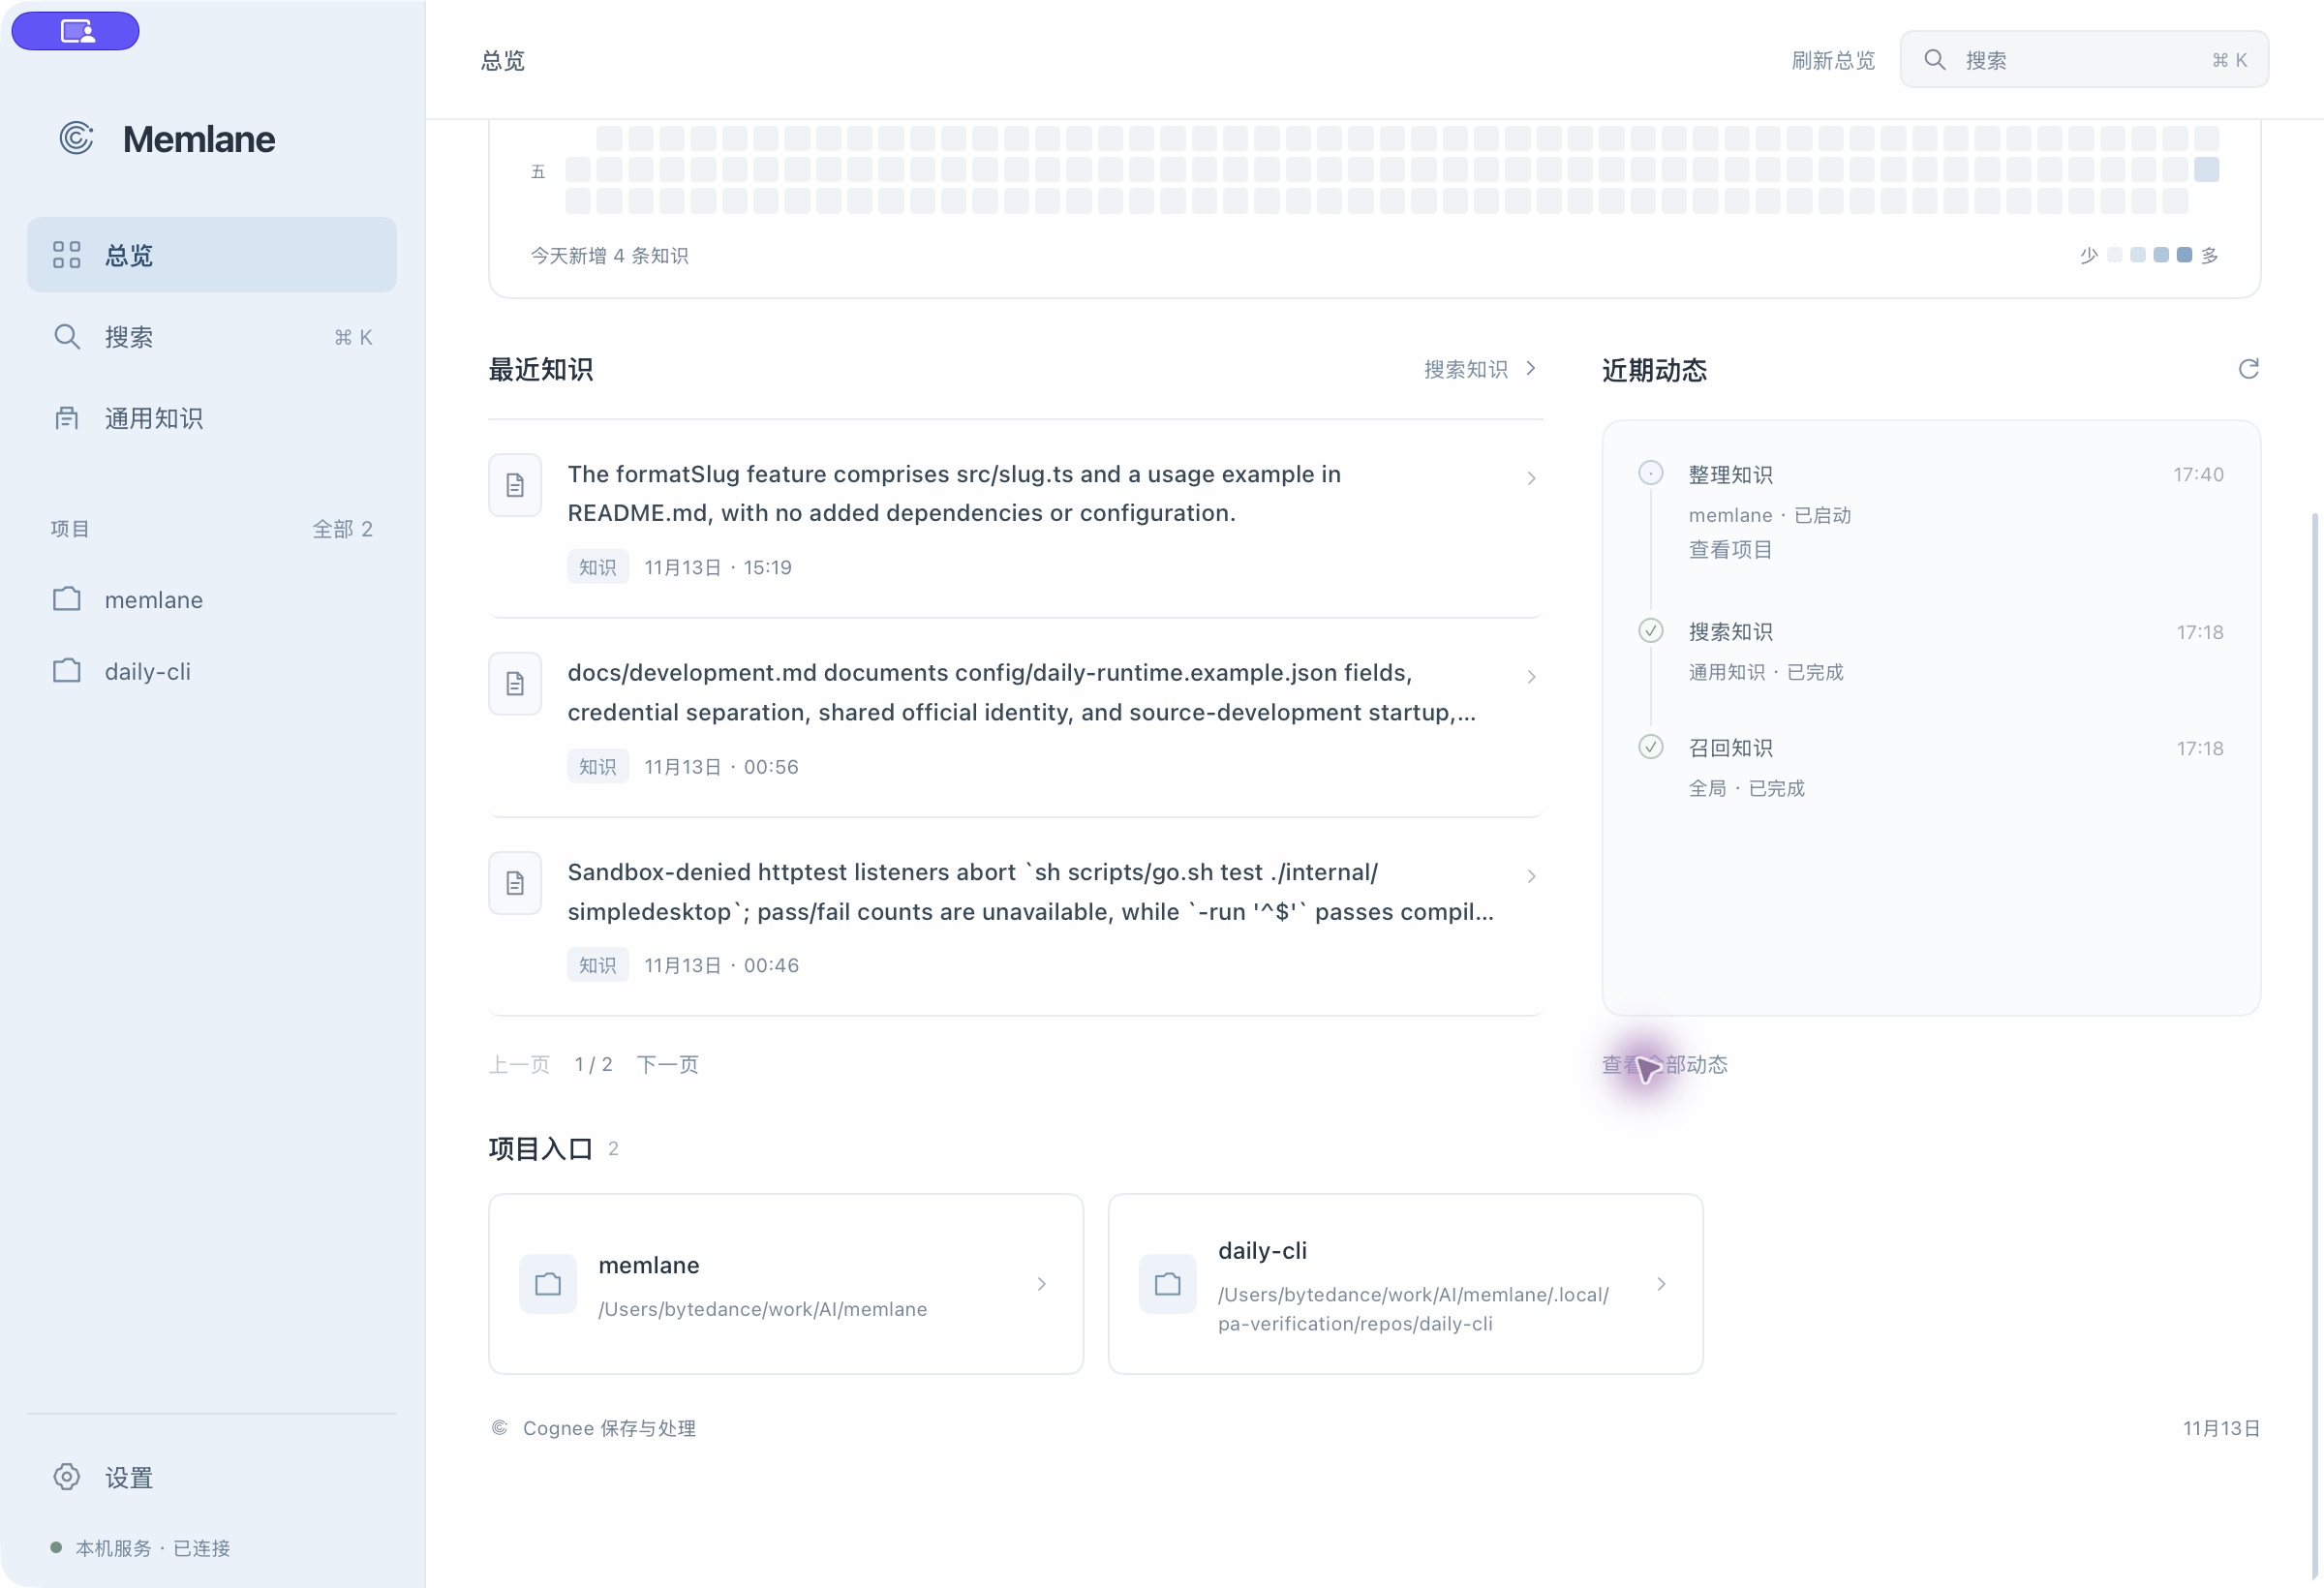 Memlane
总览
搜索
⌘ K
通用知识
项目
全部 2
memlane
daily-cli
设置
本机服务 · 已连接
总览
刷新总览
搜索
⌘ K
五
今天新增 4 条知识
少
多
最近知识
搜索知识
The formatSlug feature comprises src/slug.ts and a usage example in
README.md, with no added dependencies or configuration.
知识
11月13日 · 15:19
docs/development.md documents config/daily-runtime.example.json fields,
credential separation, shared official identity, and source-development startup,...
知识
11月13日 · 00:56
Sandbox-denied httptest listeners abort `sh scripts/go.sh test ./internal/
simpledesktop`; pass/fail counts are unavailable, while `-run '^$'` passes compil...
知识
11月13日 · 00:46
上一页
1 / 2
下一页
近期动态
整理知识
17:40
memlane · 已启动
查看项目
搜索知识
17:18
通用知识 · 已完成
召回知识
17:18
全局 · 已完成
查看全部动态
项目入口
2
memlane
/Users/bytedance/work/AI/memlane
daily-cli
/Users/bytedance/work/AI/memlane/.local/
pa-verification/repos/daily-cli
Cognee 保存与处理
11月13日